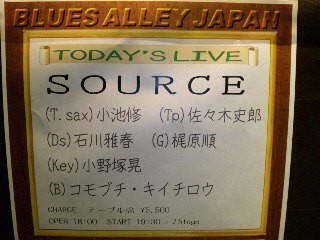 BLUES ALLEY JAPAN
TODAY'S LIVE
SOURCE
(T.sax)小池修 (Tp)佐々木史郎
(Ds)石川雅春 (G)梶原順
(Key)小野塚晃
(B)コモブチ・キイチロウ
CHARGE テーブル席 ¥5,500
OPEN 18:00 START 19:30 ~ 2Stage